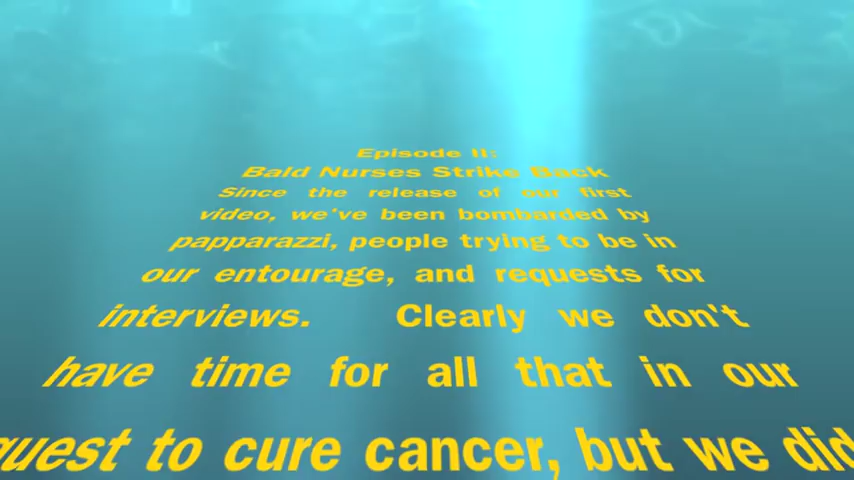 Episode II:
Bald Nurses Strike Back
Since the release of our first
video, we've been bombarded by
papparazzi, people trying to be in
our entourage, and requests for
interviews. Clearly we don't
have time for all that in our
quest to cure cancer, but we did